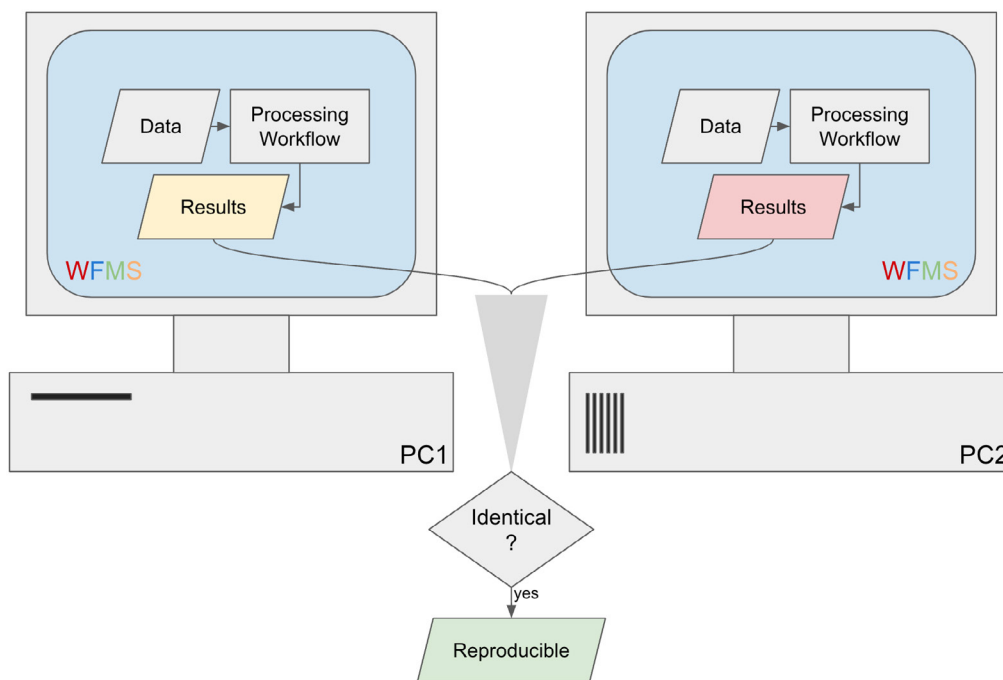 Data
Processing
Workflow
Results
WFMS
PC1
Data
Processing
Workflow
Results
WFMS
PC2
Identical
?
yes
Reproducible